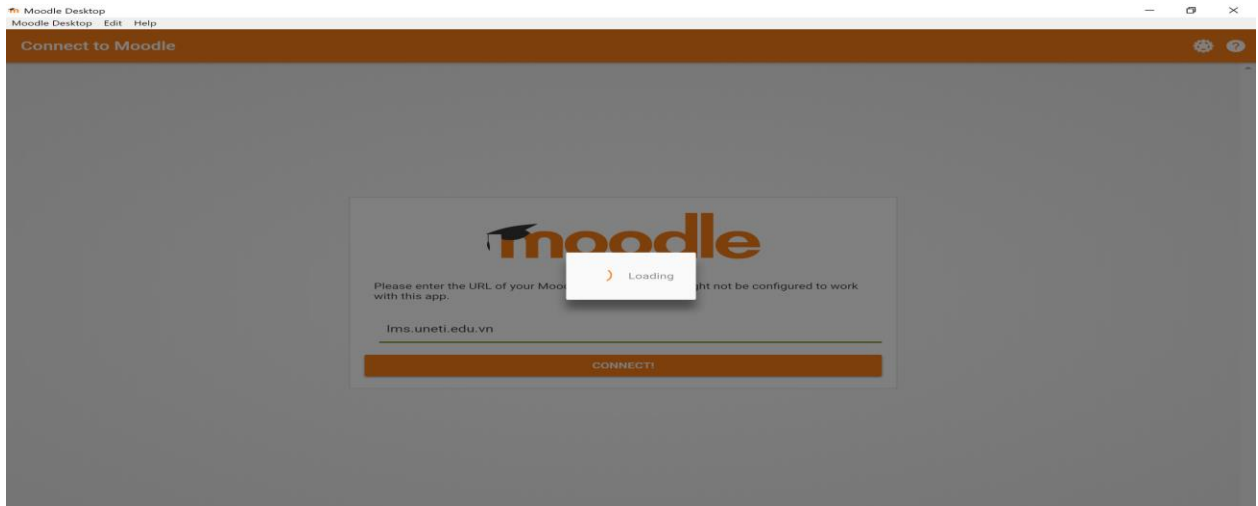 Moodle Desktop
Moodle Desktop Edit Help
Connect to Moodle
moodle
Loading
Please enter the URL of your Moo ht not be configured to work
with this app.
lms.uneti.edu.vn
CONNECT!